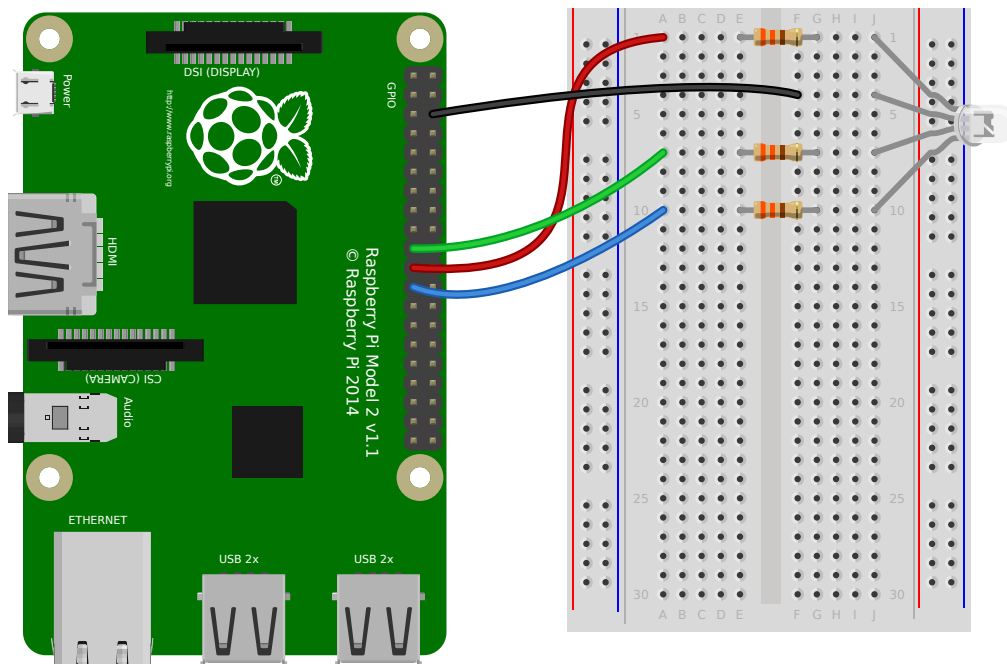 DSI (DISPLAY)
Power
http://www.raspberrypi.org
GPIO
TM
HDMI
Raspberry Pi Model 2 v1.1
© Raspberry Pi 2014
CSI (CAMERA)
Audio
ETHERNET
USB 2x
USB 2x
A B C D E F G H I J
1 1
5 5
10 10
15 15
20 20
25 25
30 30
A B C D E F G H I J